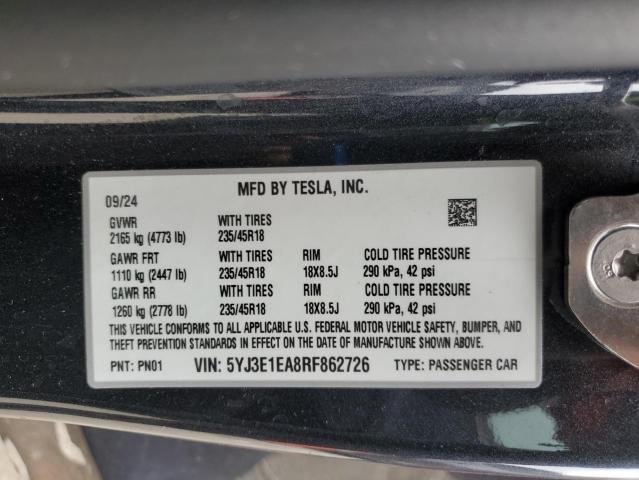 MFD BY TESLA, INC.
09/24
GVWR WITH TIRES
2165 kg (4773 lb) 235/45R18
GAWR FRT WITH TIRES RIM COLD TIRE PRESSURE
1110 kg (2447 lb) 235/45R18 18X8.5J 290 kPa, 42 psi
GAWR RR WITH TIRES RIM COLD TIRE PRESSURE
1260 kg (2778 lb) 235/45R18 18X8.5J 290 kPa, 42 psi
THIS VEHICLE CONFORMS TO ALL APPLICABLE U.S. FEDERAL MOTOR VEHICLE SAFETY, BUMPER, AND
THEFT PREVENTION STANDARDS IN EFFECT ON THE DATE OF MANUFACTURE SHOWN ABOVE.
PNT: PN01 VIN: 5YJ3E1EA8RF862726 TYPE: PASSENGER CAR